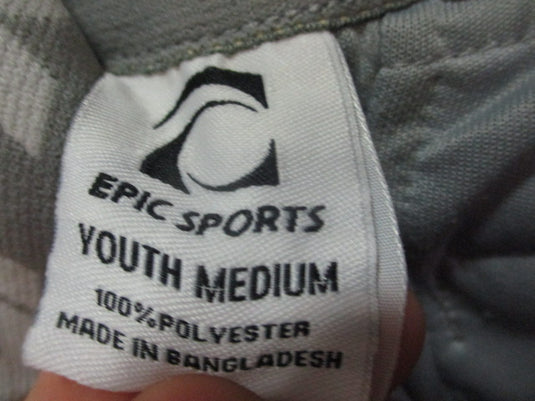 EPIC SPORTS
YOUTH MEDIUM
100%POLYESTER
MADE IN BANGLADESH